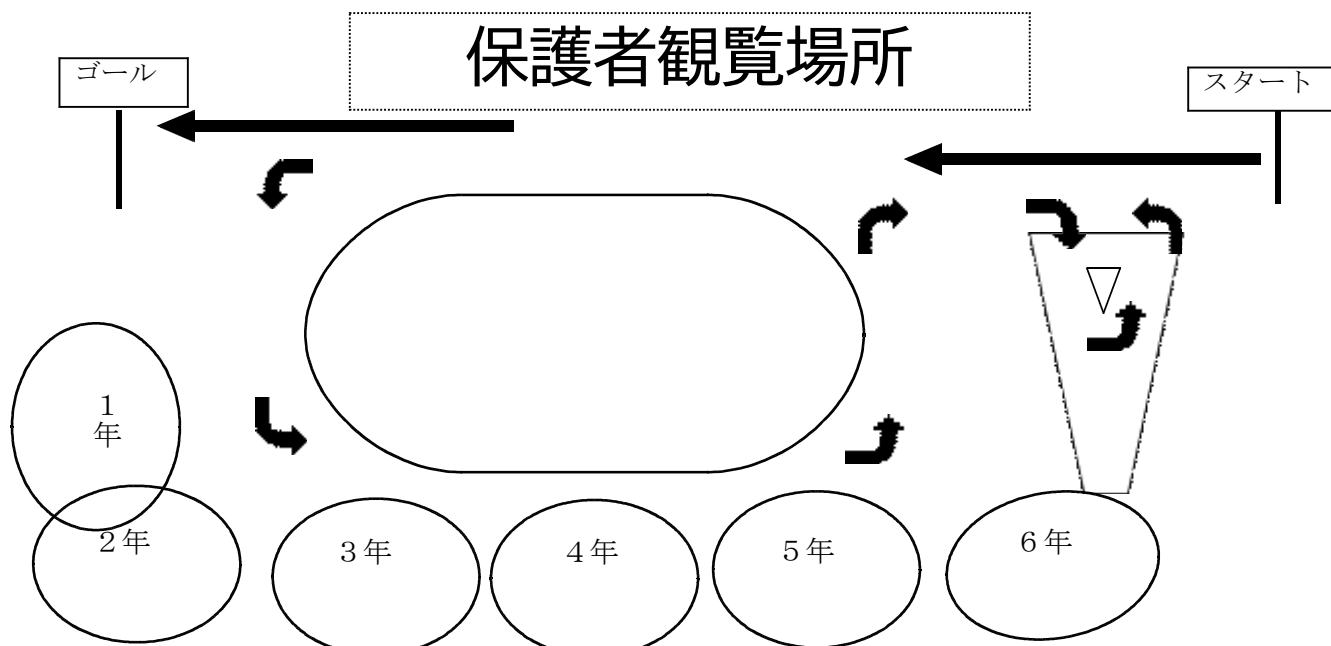 保護者観覧場所
ゴール
スタート
１
年
２年
３年
４年
５年
６年